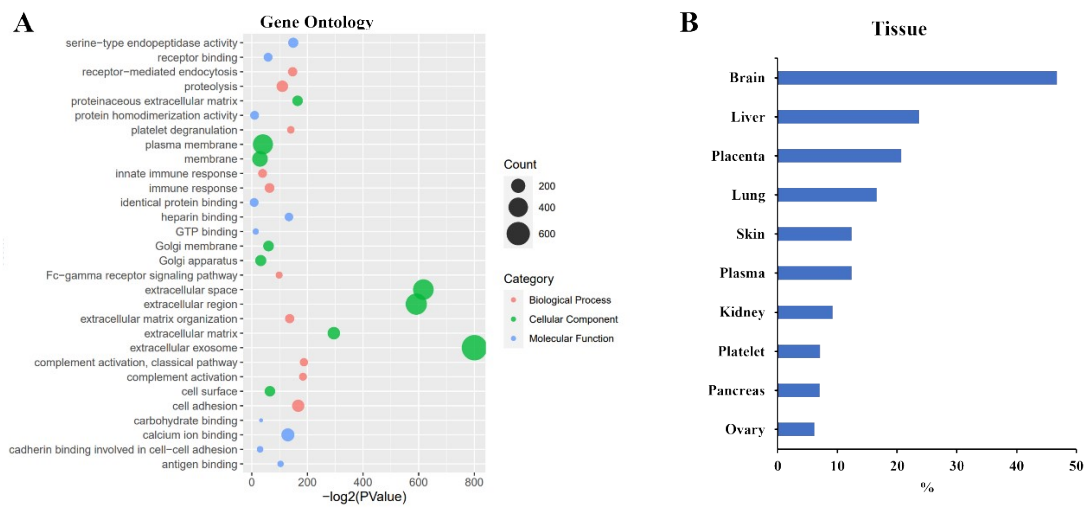 A
Gene Ontology
serine-type endopeptidase activity
receptor binding
receptor-mediated endocytosis
proteolysis
proteinaceous extracellular matrix
protein homodimerization activity
platelet degranulation
plasma membrane
membrane
innate immune response
immune response
identical protein binding
heparin binding
GTP binding
Golgi membrane
Golgi apparatus
Fc-gamma receptor signaling pathway
extracellular space
extracellular region
extracellular matrix organization
extracellular matrix
extracellular exosome
complement activation, classical pathway
complement activation
cell surface
cell adhesion
carbohydrate binding
calcium ion binding
cadherin binding involved in cell-cell adhesion
antigen binding
0 200 400 600 800
−log2(PValue)
Count
200
400
600
Category
Biological Process
Cellular Component
Molecular Function
B
Tissue
Brain
Liver
Placenta
Lung
Skin
Plasma
Kidney
Platelet
Pancreas
Ovary
0 10 20 30 40 50
%